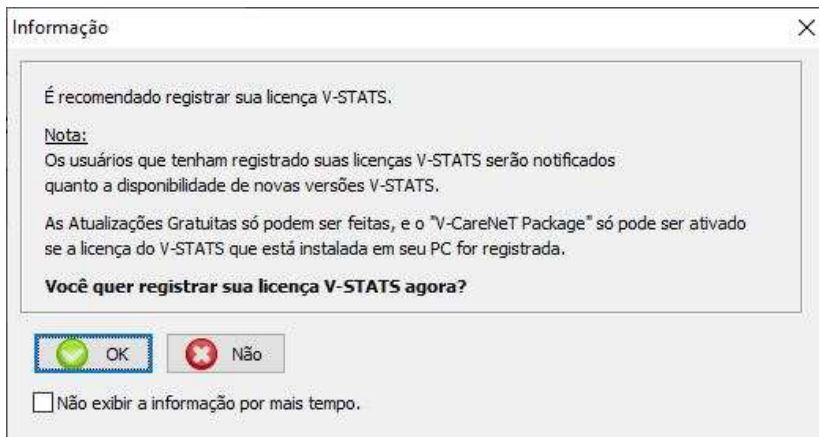 Informação
É recomendado registrar sua licença V-STATS.
Nota:
Os usuários que tenham registrado suas licenças V-STATS serão notificados
quanto a disponibilidade de novas versões V-STATS.
As Atualizações Gratuitas só podem ser feitas, e o "V-CareNeT Package" só pode ser ativado
se a licença do V-STATS que está instalada em seu PC for registrada.
Você quer registrar sua licença V-STATS agora?
OK Não
Não exibir a informação por mais tempo.